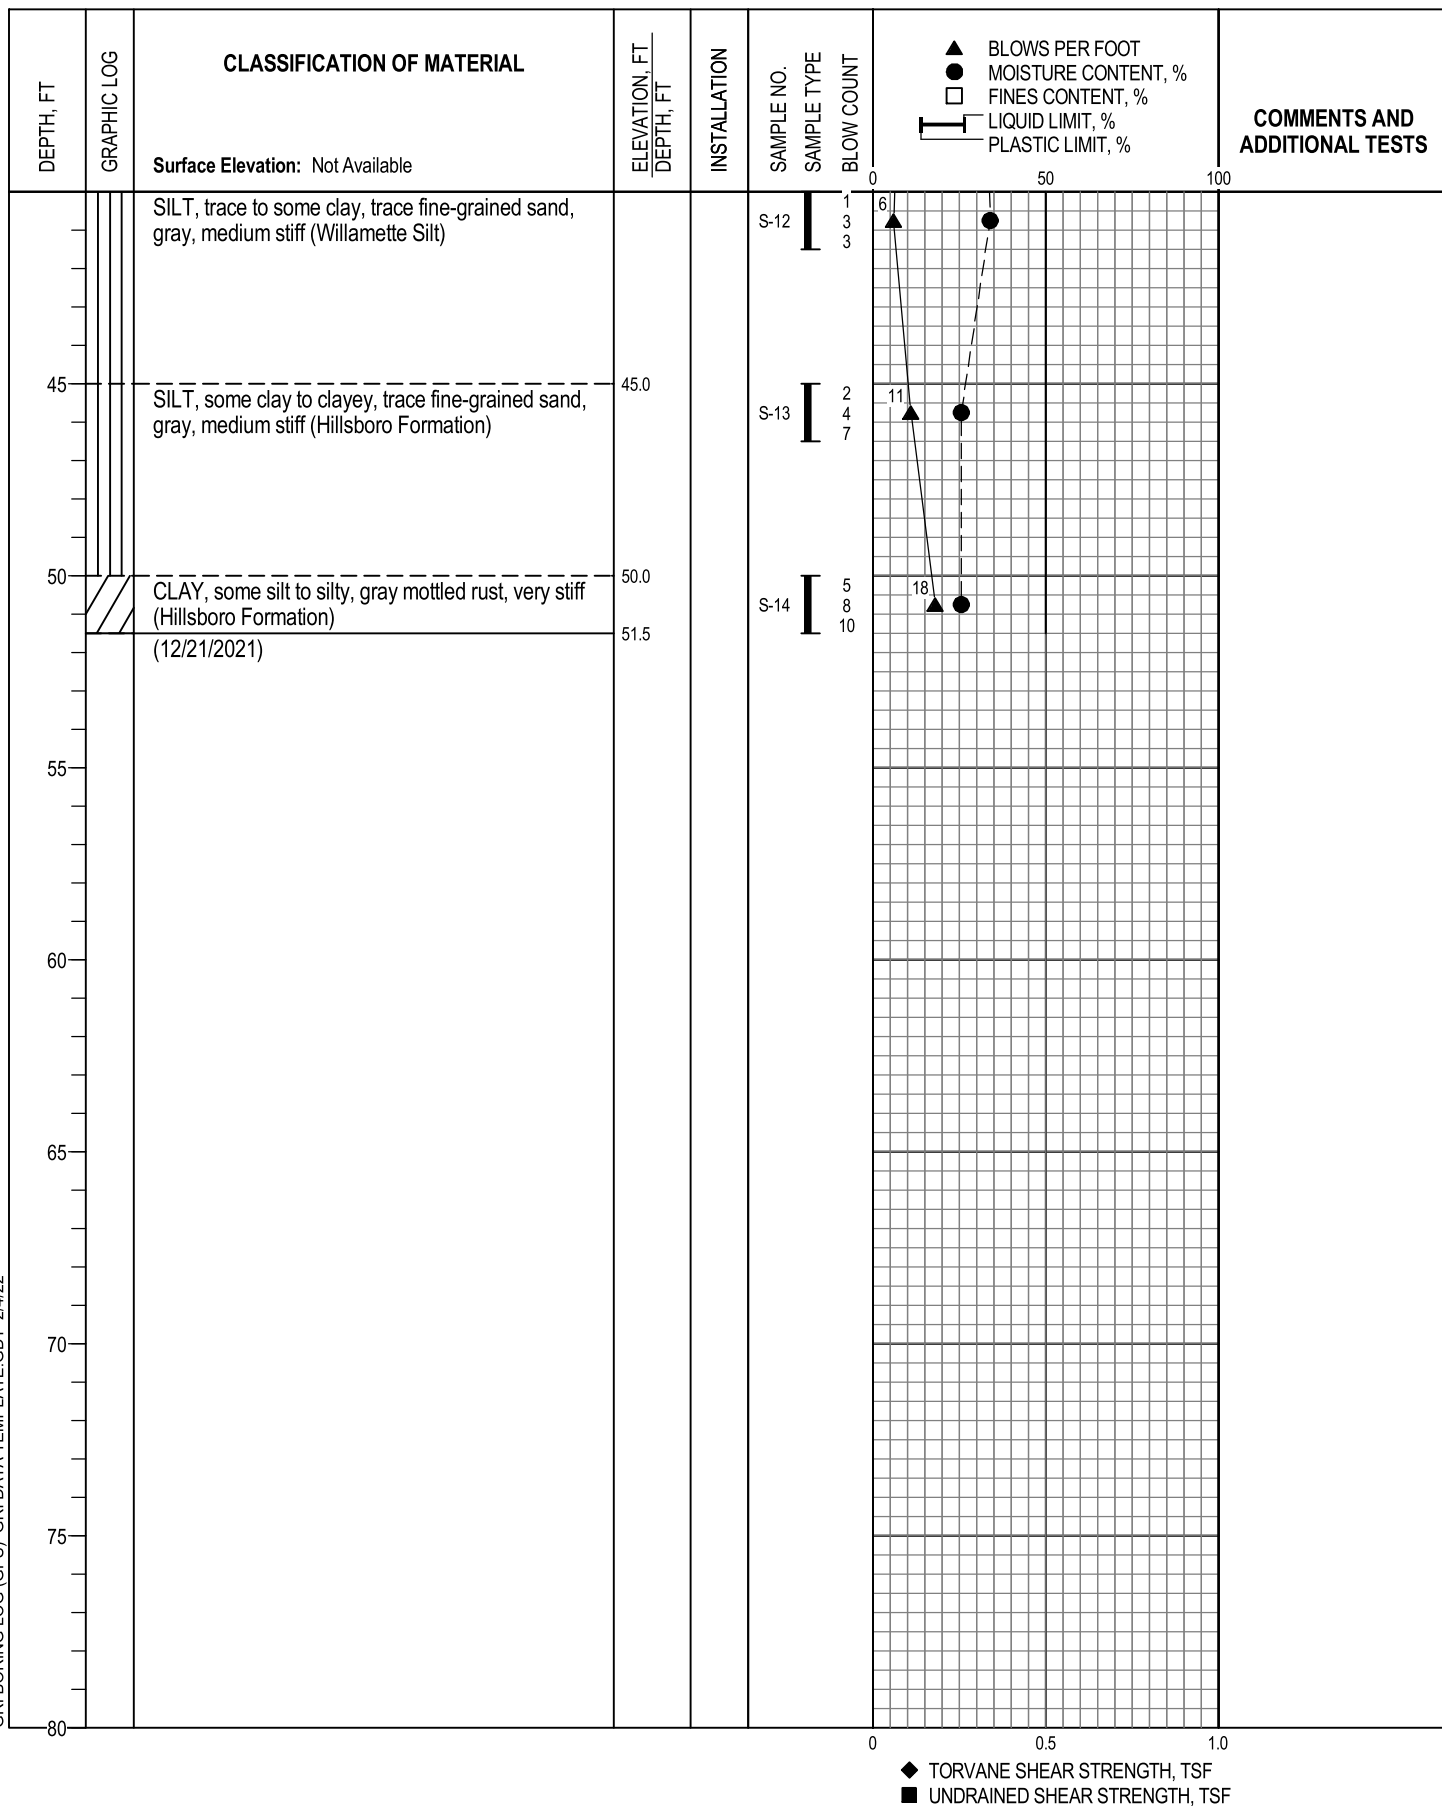 DEPTH, FT
GRAPHIC LOG
CLASSIFICATION OF MATERIAL
Surface Elevation: Not Available
ELEVATION, FT
DEPTH, FT
INSTALLATION
SAMPLE NO.
SAMPLE TYPE
BLOW COUNT
BLOWS PER FOOT
MOISTURE CONTENT, %
FINES CONTENT, %
LIQUID LIMIT, %
PLASTIC LIMIT, %
0 50 100
COMMENTS AND
ADDITIONAL TESTS
SILT, trace to some clay, trace fine-grained sand,
gray, medium stiff (Willamette Silt)
S-12
1
3
3
6
45
45.0
SILT, some clay to clayey, trace fine-grained sand,
gray, medium stiff (Hillsboro Formation)
S-13
2
4
7
11
50
50.0
CLAY, some silt to silty, gray mottled rust, very stiff
(Hillsboro Formation)
S-14
5
8
10
18
51.5
(12/21/2021)
55
60
65
70
75
80
0 0.5 1.0
TORVANE SHEAR STRENGTH, TSF
UNDRAINED SHEAR STRENGTH, TSF